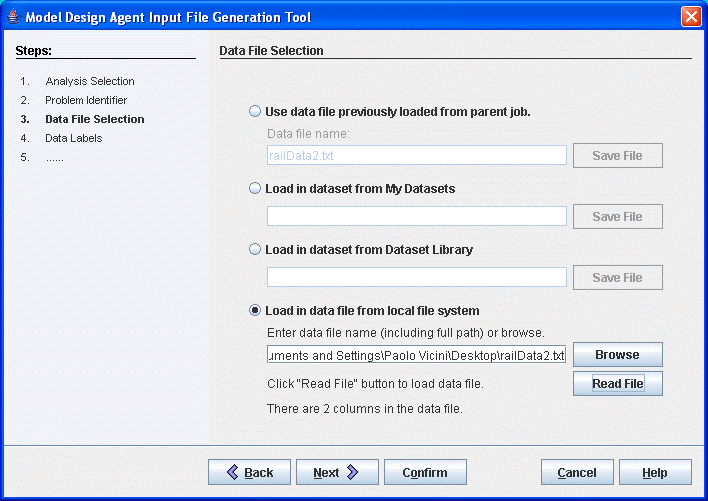 Model Design Agent Input File Generation Tool
Steps:
1. Analysis Selection
2. Problem Identifier
3. Data File Selection
4. Data Labels
5. ......
Data File Selection
Use data file previously loaded from parent job.
Data file name:
railData2.txt
Save File
Load in dataset from My Datasets
Save File
Load in dataset from Dataset Library
Save File
Load in data file from local file system
Enter data file name (including full path) or browse.
uments and Settings\Paolo Vicini\Desktop\railData2.txt
Browse
Click "Read File" button to load data file.
Read File
There are 2 columns in the data file.
Back
Next
Confirm
Cancel
Help